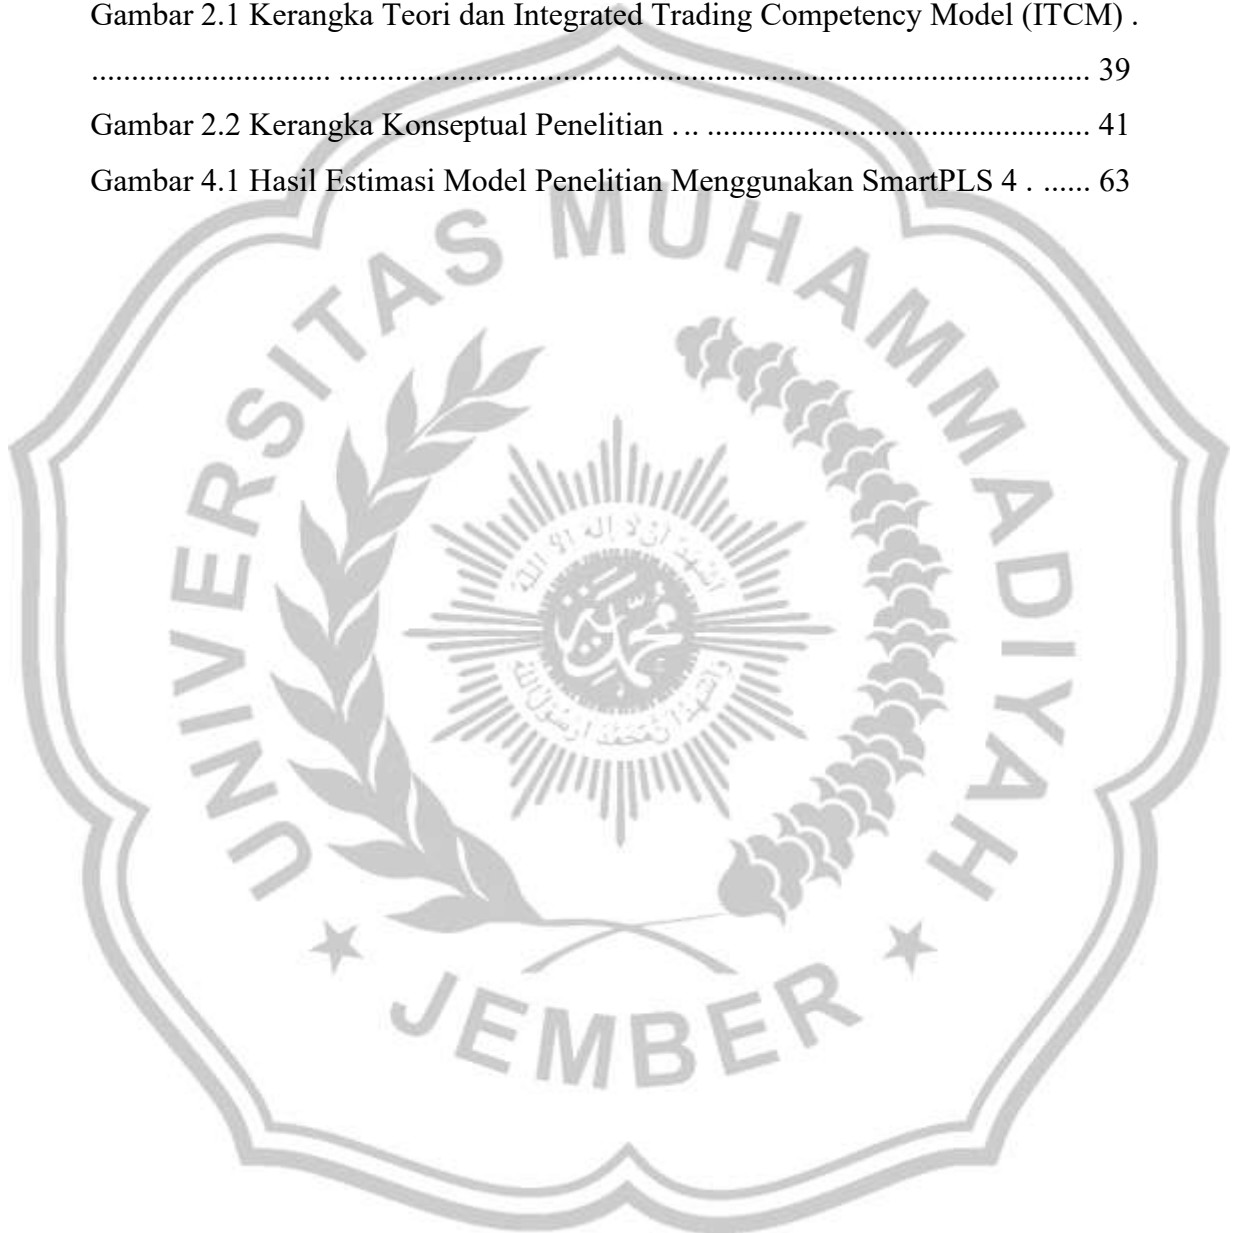 Gambar 2.1 Kerangka Teori dan Integrated Trading Competency Model (ITCM) .
.............................. .............................................................................................. 39
Gambar 2.2 Kerangka Konseptual Penelitian . .. ................................................ 41
Gambar 4.1 Hasil Estimasi Model Penelitian Menggunakan SmartPLS 4 . ...... 63
UNIVERSITAS MUHAMMADIYAH
JEMBER